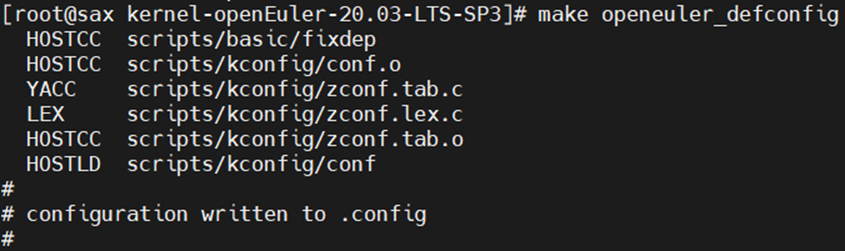 [root@sax kernel-openEuler-20.03-LTS-SP3]# make openeuler_defconfig
  HOSTCC  scripts/basic/fixdep
  HOSTCC  scripts/kconfig/conf.o
  YACC    scripts/kconfig/zconf.tab.c
  LEX     scripts/kconfig/zconf.lex.c
  HOSTCC  scripts/kconfig/zconf.tab.o
  HOSTLD  scripts/kconfig/conf
#
# configuration written to .config
#